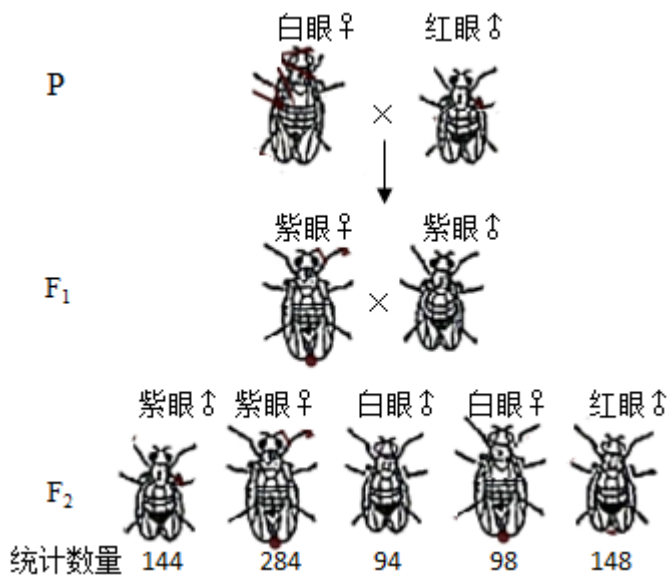 白眼♀ 红眼♂
P
×
紫眼♀ 紫眼♂
F₁
×
紫眼♂ 紫眼♀ 白眼♂ 白眼♀ 红眼♂
F₂
统计数量 144 284 94 98 148